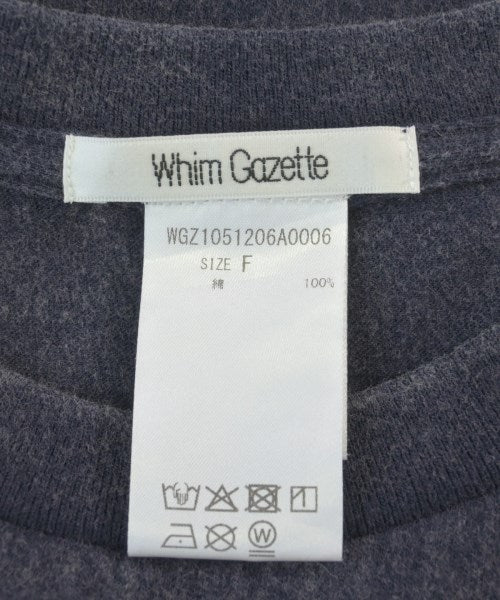 Whim Gazette
WGZ1051206A0006
SIZE F
綿 100%
W